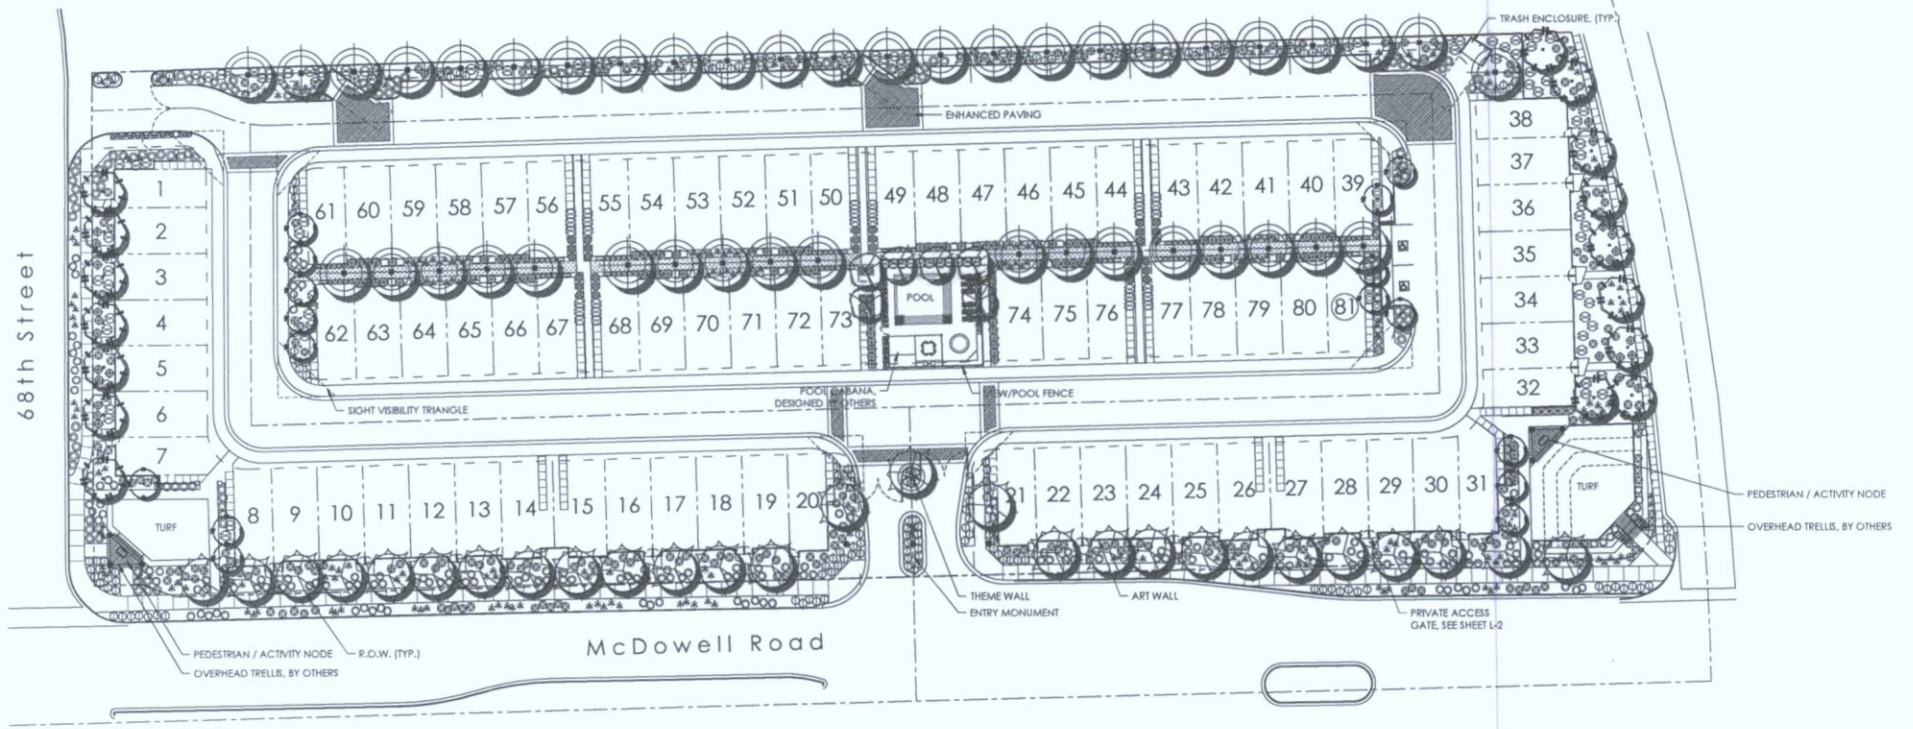 TRASH ENCLOSURE, (TYP.)
ENHANCED PAVING
38
37
36
35
34
33
32
1
2
3
4
5
6
7
61 60 59 58 57 56 55 54 53 52 51 50 49 48 47 46 45 44 43 42 41 40 39
62 63 64 65 66 67 68 69 70 71 72 73 74 75 76 77 78 79 80 81
POOL
68th Street
POOL CABANA,
DESIGNED BY OTHERS
VIEW/POOL FENCE
SIGHT VISIBILITY TRIANGLE
8 9 10 11 12 13 14 15 16 17 18 19 20 21 22 23 24 25 26 27 28 29 30 31
TURF
TURF
PEDESTRIAN / ACTIVITY NODE
OVERHEAD TRELLIS, BY OTHERS
THEME WALL
ENTRY MONUMENT
ART WALL
PRIVATE ACCESS
GATE, SEE SHEET L-2
McDowell Road
PEDESTRIAN / ACTIVITY NODE
R.O.W. (TYP.)
OVERHEAD TRELLIS, BY OTHERS